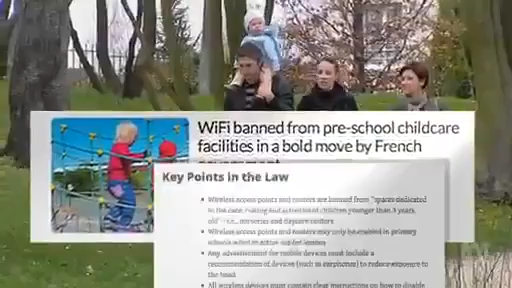 WiFi banned from pre-school childcare
facilities in a bold move by French
Key Points in the Law
Wireless access points and routers are banned from "spaces dedicated
to the care, resting and activities of children younger than 3 years
old" i.e., nurseries and daycare centers
Wireless access points and routers may only be enabled in primary
schools when in active use for lessons
Any advertisement for mobile devices must include a
recommendation of devices (such as earphones) to reduce exposure to
the head
All wireless devices must contain clear instructions on how to disable